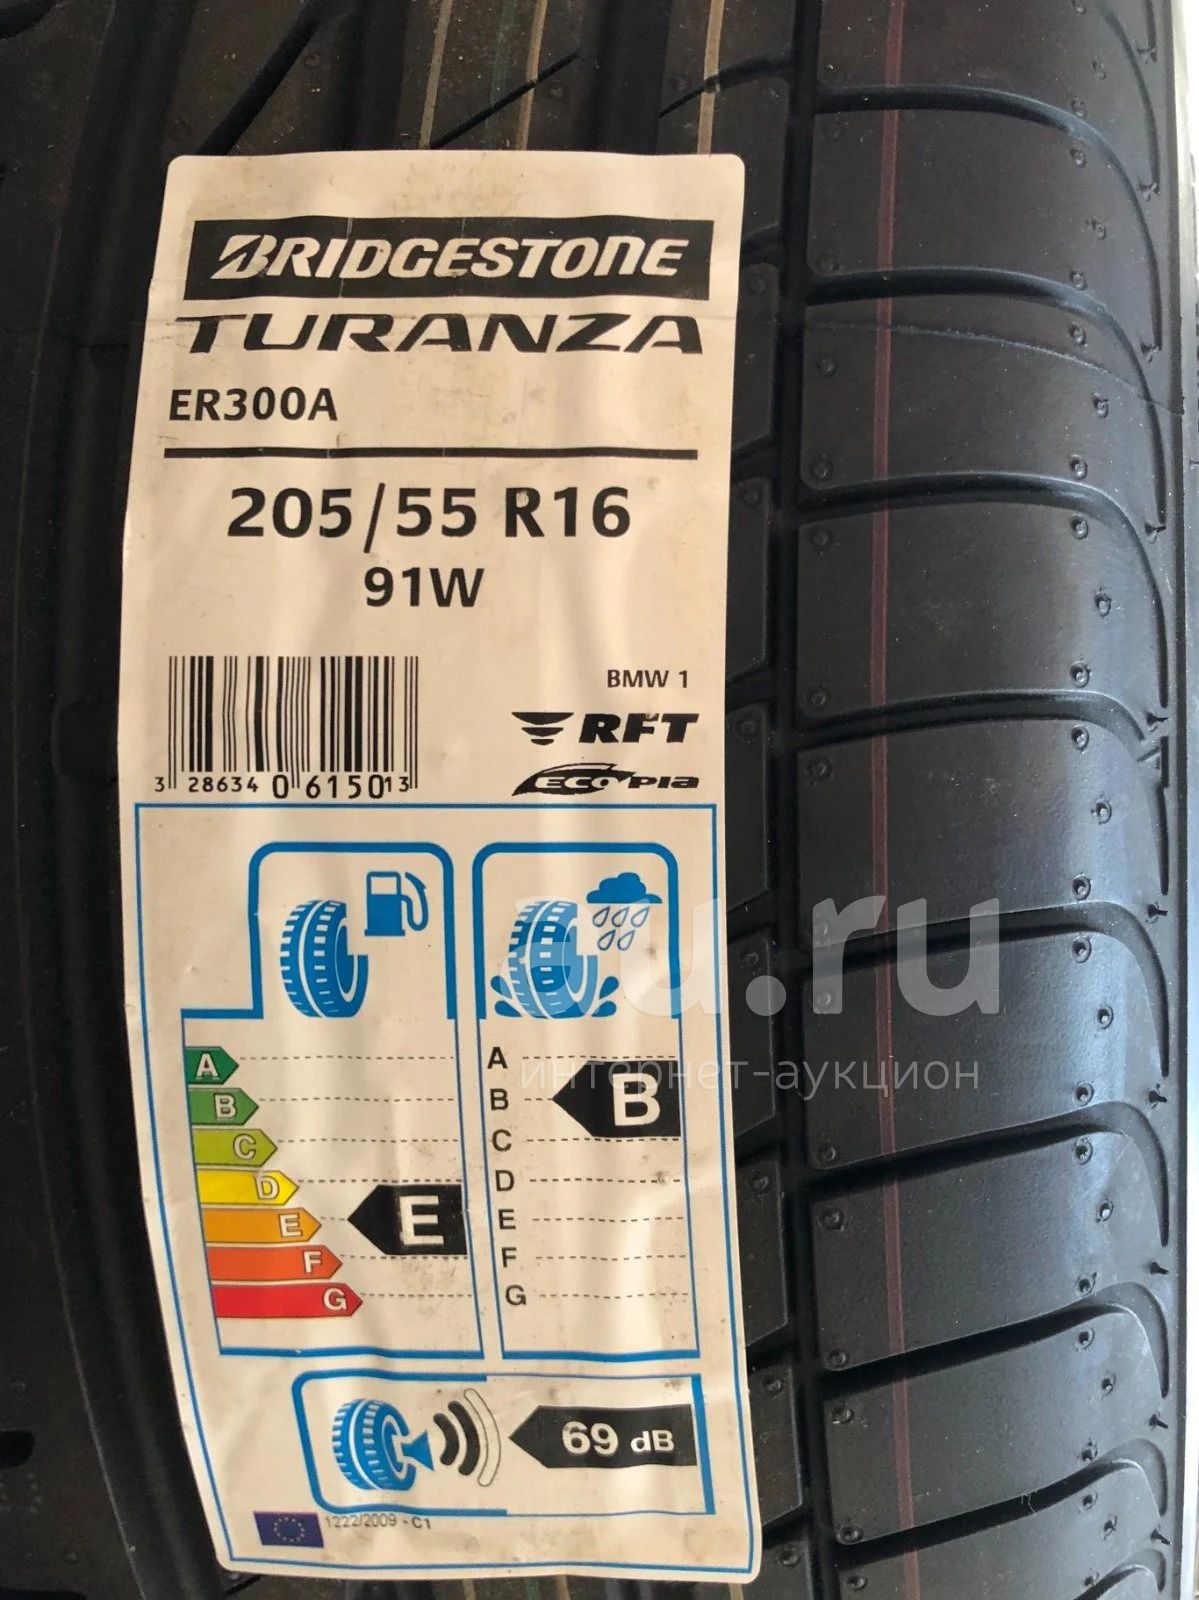 BRIDGESTONE
TURANZA
ER300A
205/55 R16
91W
BMW 1
RFT
ECOPIA
3 286340 615013
A
B
C
D
E
F
G
E
A
B
C
D
E
F
G
B
69 dB
1222/2009 - C1
au.ru
интернет-аукцион